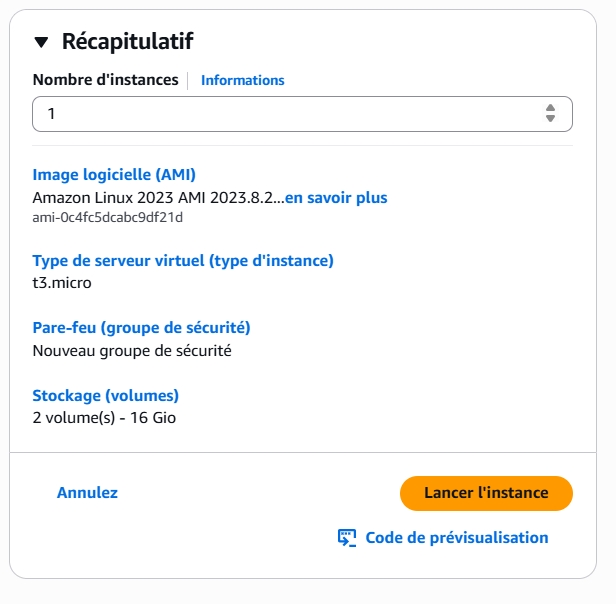 Récapitulatif
Nombre d'instances
Informations
1
Image logicielle (AMI)
Amazon Linux 2023 AMI 2023.8.2...en savoir plus
ami-0c4fc5dcabc9df21d
Type de serveur virtuel (type d'instance)
t3.micro
Pare-feu (groupe de sécurité)
Nouveau groupe de sécurité
Stockage (volumes)
2 volume(s) - 16 Gio
Annulez
Lancer l'instance
Code de prévisualisation